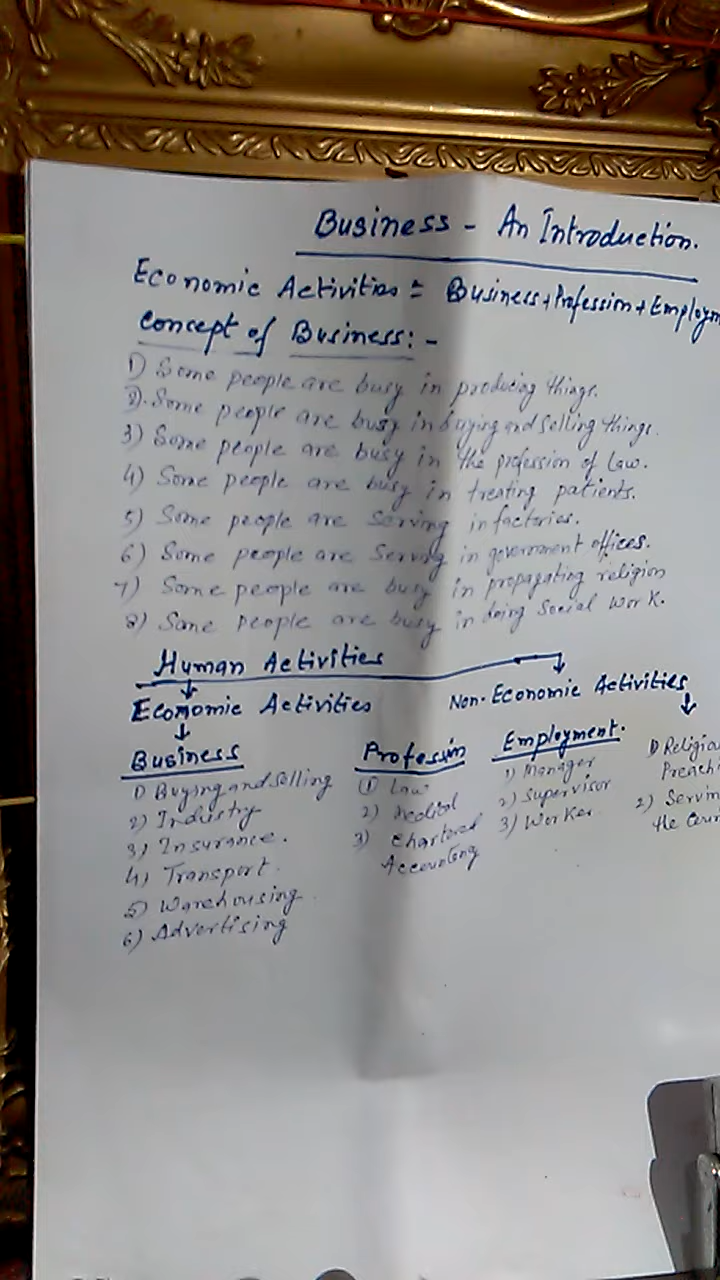 Business - An Introduction.
Economic Activities = Business + Profession + Employm
Concept of Business: -
1) Some people are busy in producing things.
2). Some people are busy in buying and selling things.
3) Some people are busy in the profession of law.
4) Some people are busy in treating patients.
5) Some people are serving in factories.
6) Some people are serving in government offices.
7) Some people are busy in propagating religion
8) Some people are busy in doing social work.
Human Activities
Economic Activities
Non-Economic Activities
Business
1) Buying and selling
2) Industry
3) Insurance.
4) Transport.
5) Warehousing
6) Advertising
Profession
1) Law
2) Medical
3) Chartered
Accounting
Employment.
1) Manager
2) Supervisor
3) Worker
1) Religio
Preachi
2) Servin
the